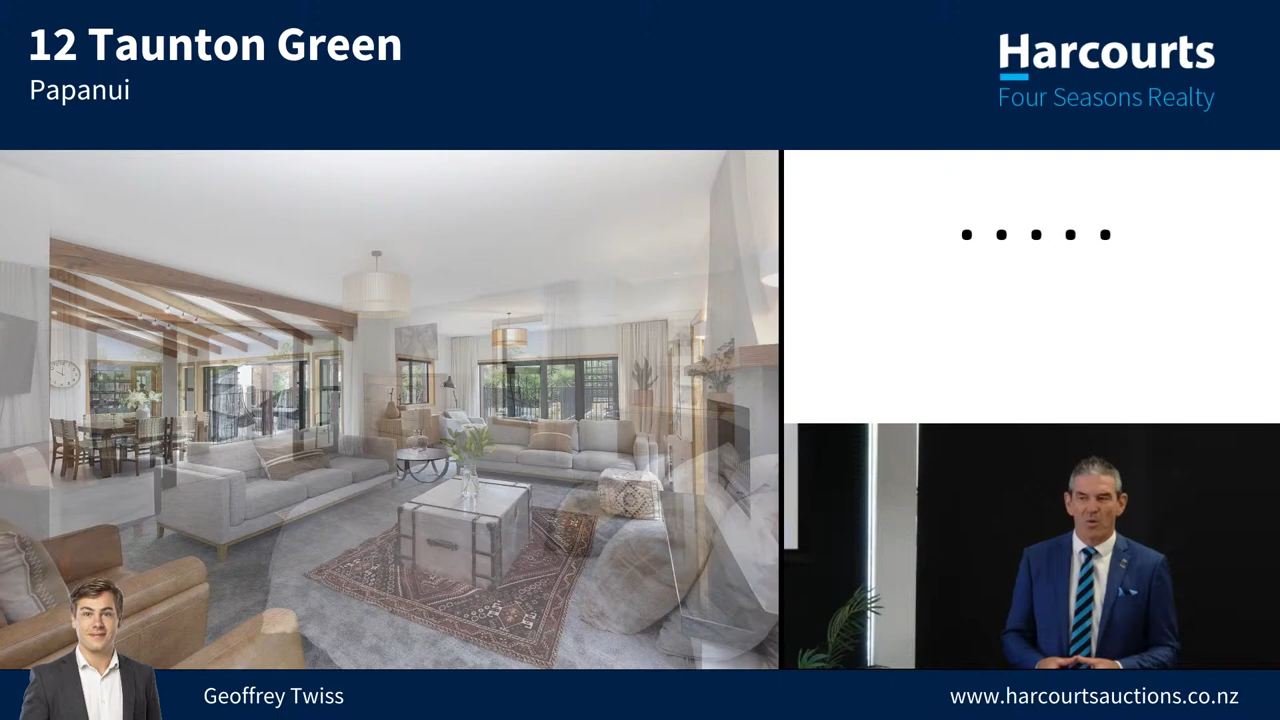 12 Taunton Green
Papanui
Harcourts
Four Seasons Realty
. . . . .
Geoffrey Twiss
www.harcourtsauctions.co.nz